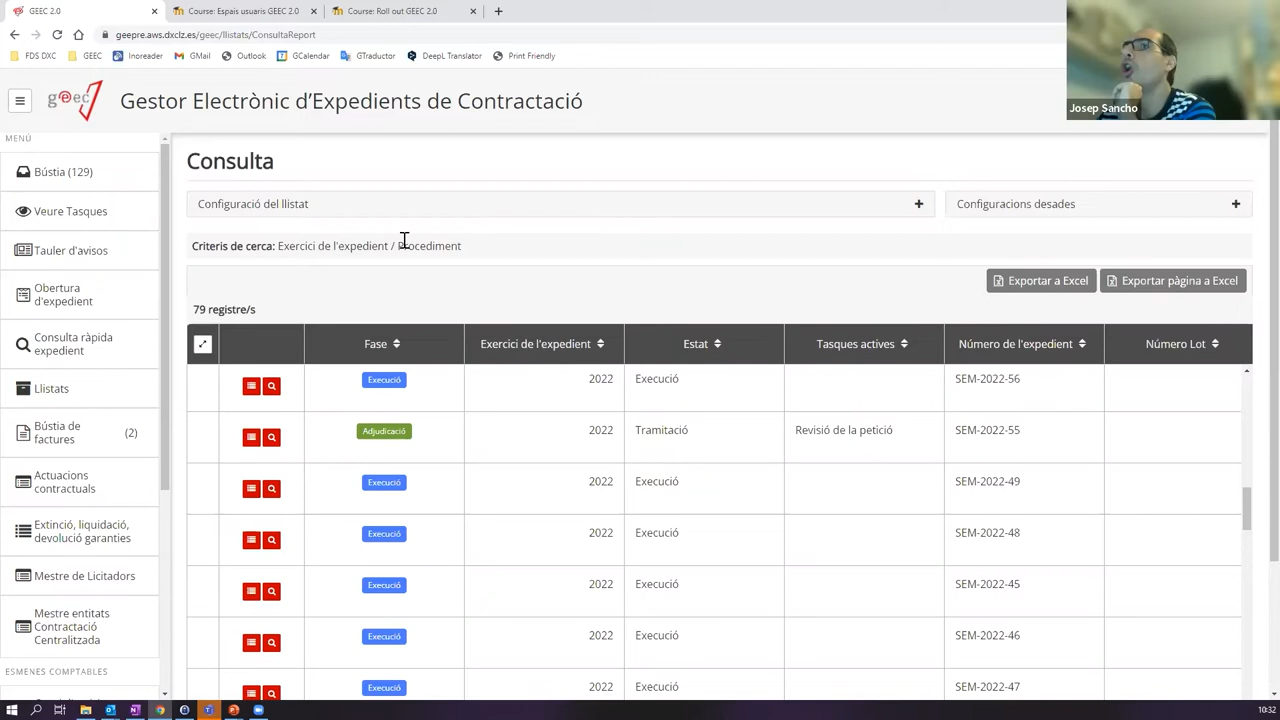 GEEC 2.0
Course: Espais usuaris GEEC 2.0
Course: Roll out GEEC 2.0
geepre.aws.dxclz.es/geec/llistats/ConsultaReport
FDS DXC
GEEC
Inoreader
GMail
Outlook
GCalendar
GTraductor
DeepL Translator
Print Friendly
geec
Gestor Electrònic d'Expedients de Contractació
Josep Sancho
MENÚ
Bústia (129)
Veure Tasques
Tauler d'avisos
Obertura
d'expedient
Consulta ràpida
expedient
Llistats
Bústia de
factures
(2)
Actuacions
contractuals
Extinció, liquidació,
devolució garanties
Mestre de Licitadors
Mestre entitats
Contractació
Centralitzada
ESMENES COMPTABLES
Consulta
Configuració del llistat
Configuracions desades
Criteris de cerca: Exercici de l'expedient / Procediment
Exportar a Excel
Exportar pàgina a Excel
79 registre/s
Fase Exercici de l'expedient Estat Tasques actives Número de l'expedient Número Lot
Execució 2022 Execució SEM-2022-56
Adjudicació 2022 Tramitació Revisió de la petició SEM-2022-55
Execució 2022 Execució SEM-2022-49
Execució 2022 Execució SEM-2022-48
Execució 2022 Execució SEM-2022-45
Execució 2022 Execució SEM-2022-46
Execució 2022 Execució SEM-2022-47
10:32